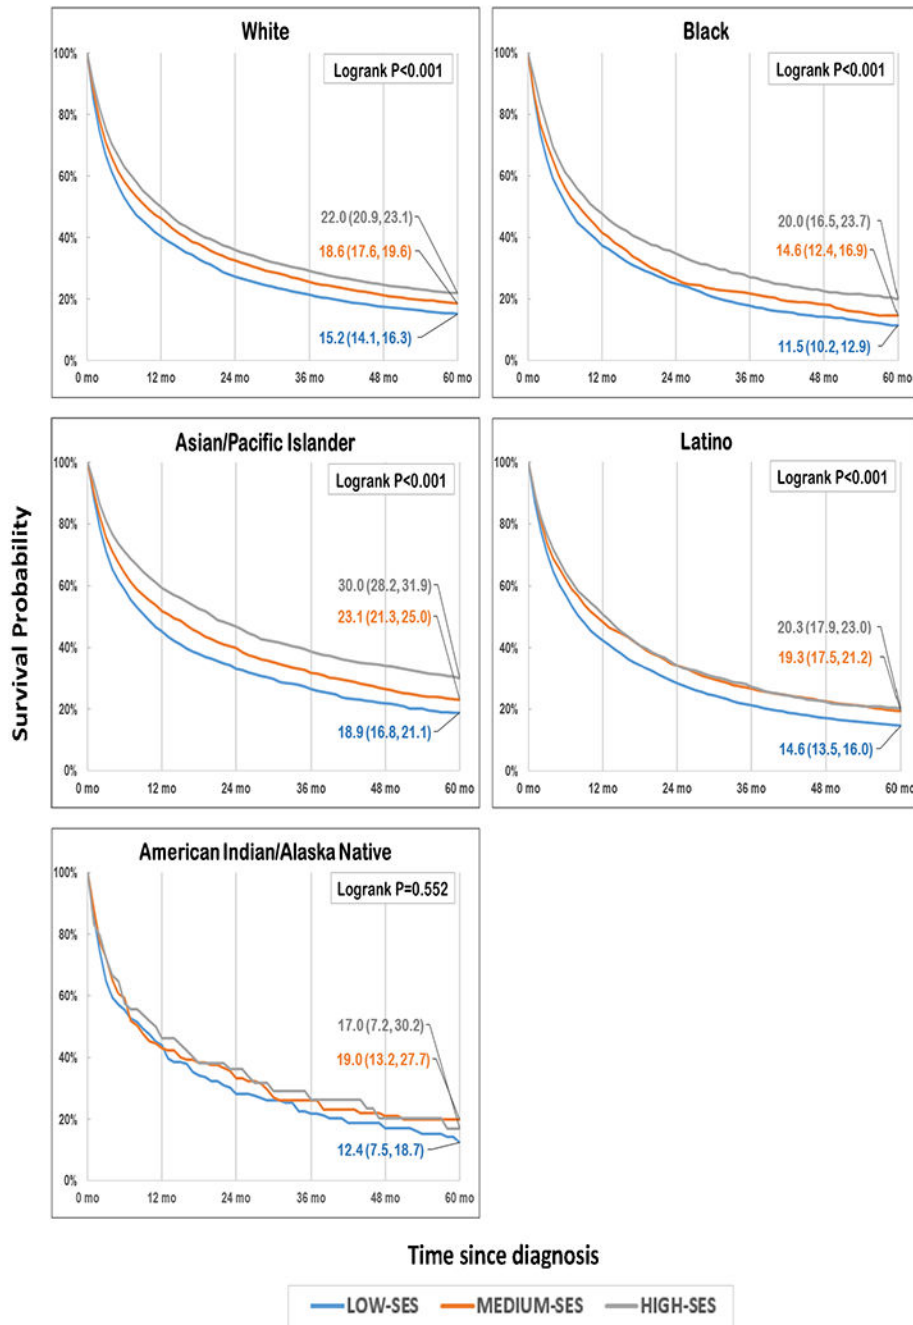 White
Logrank P<0.001
100%
80%
60%
40%
20%
0%
22.0 (20.9, 23.1)
18.6 (17.6, 19.6)
15.2 (14.1, 16.3)
0 mo 12 mo 24 mo 36 mo 48 mo 60 mo
Black
Logrank P<0.001
100%
80%
60%
40%
20%
0%
20.0 (16.5, 23.7)
14.6 (12.4, 16.9)
11.5 (10.2, 12.9)
0 mo 12 mo 24 mo 36 mo 48 mo 60 mo
Asian/Pacific Islander
Logrank P<0.001
100%
80%
60%
40%
20%
0%
30.0 (28.2, 31.9)
23.1 (21.3, 25.0)
18.9 (16.8, 21.1)
0 mo 12 mo 24 mo 36 mo 48 mo 60 mo
Latino
Logrank P<0.001
100%
80%
60%
40%
20%
0%
20.3 (17.9, 23.0)
19.3 (17.5, 21.2)
14.6 (13.5, 16.0)
0 mo 12 mo 24 mo 36 mo 48 mo 60 mo
American Indian/Alaska Native
Logrank P=0.552
100%
80%
60%
40%
20%
0%
17.0 (7.2, 30.2)
19.0 (13.2, 27.7)
12.4 (7.5, 18.7)
0 mo 12 mo 24 mo 36 mo 48 mo 60 mo
Survival Probability
Time since diagnosis
LOW-SES MEDIUM-SES HIGH-SES